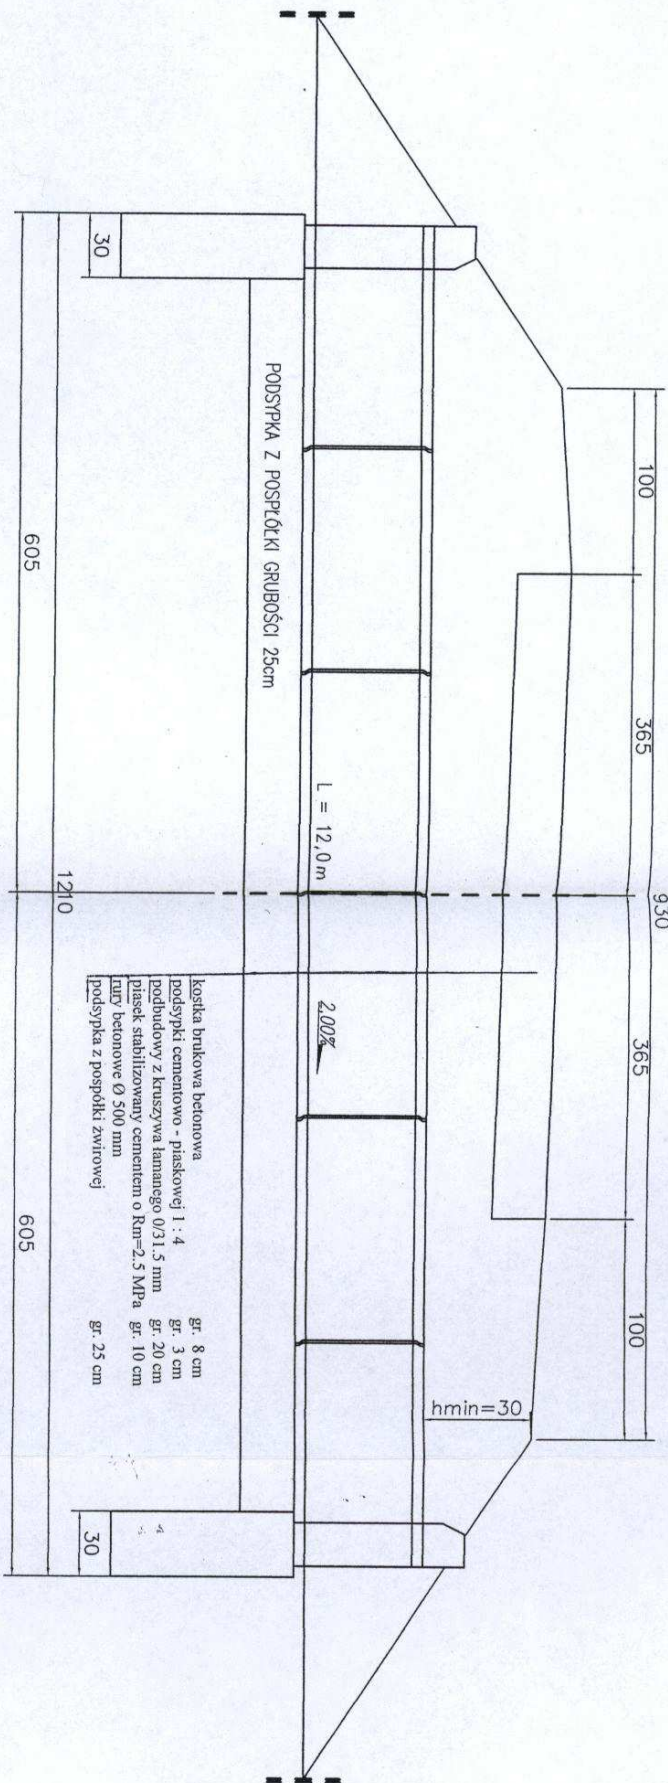 930
100
365
365
100
hmin=30
L = 12,0m
2.00%
PODSYPKA Z POSPŁÓŁKI GRUBOŚCI 25cm
kostka brukowa betonowa gr. 8 cm
podsypki cementowo - piaskowej 1 : 4 gr. 3 cm
podbudowy z kruszywa łamanego 0/31.5 mm gr. 20 cm
piasek stabilizowany cementem o Rm=2.5 MPa gr. 10 cm
rury betonowe Ø 500 mm
podsypka z pospółki żwirowej gr. 25 cm
30
30
1210
605
605